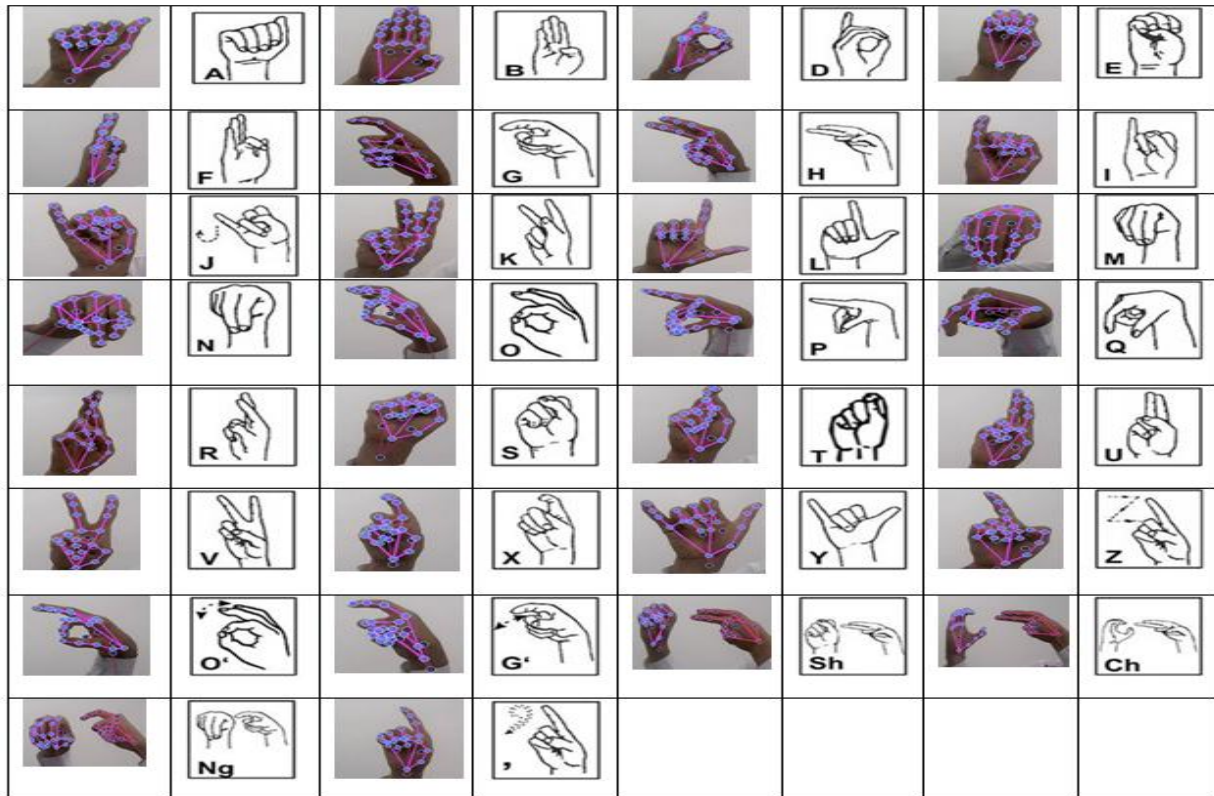 A B D E
F G H I
J K L M
N O P Q
R S T U
V X Y Z
O‘ G‘ Sh Ch
Ng ,